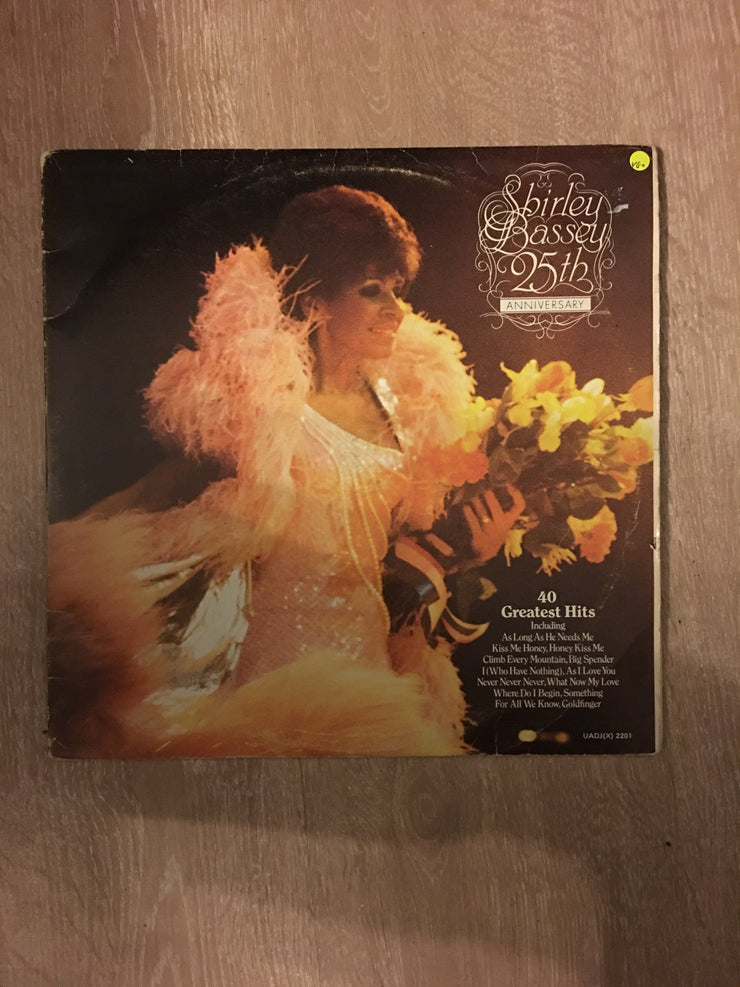 VG+
Shirley
Bassey
25th
ANNIVERSARY
40
Greatest Hits
Including
As Long As He Needs Me
Kiss Me Honey, Honey Kiss Me
Climb Every Mountain, Big Spender
I (Who Have Nothing), As I Love You
Never Never Never, What Now My Love
Where Do I Begin, Something
For All We Know, Goldfinger
UADJ(X) 2201